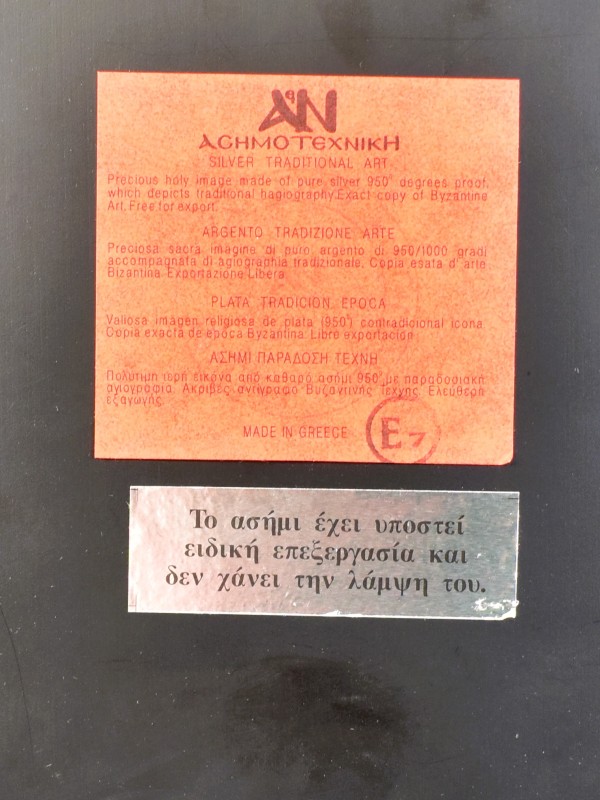 ΑΝ
ΑΣΗΜΟΤΕΧΝΙΚΗ
SILVER TRADITIONAL ART
Precious holy image made of pure silver 950° degrees proof,
which depicts traditional hagiography. Exact copy of Byzantine
Art. Free for export.
ARGENTO TRADIZIONE ARTE
Preciosa sacra imagine di puro argento di 950/1000 gradi
accompagnata di agiographia tradizionale. Copia esata d' arte
Bizantina Exportazione Libera.
PLATA TRADICION EPOCA
Valiosa imagen religiosa de plata (950°) contradicional icona
Copia exacta de epoca Byzantina. Libre exportacion
ΑΣΗΜΙ ΠΑΡΑΔΟΣΗ ΤΕΧΝΗ
Πολύτιμη ιερή εικόνα από καθαρό ασήμι 950° με παραδοσιακή
αγιογραφία. Ακριβές αντίγραφο Βυζαντινής Τέχνης Ελεύθερη
εξαγωγής.
MADE IN GREECE
E7
Το ασήμι έχει υποστεί
ειδική επεξεργασία και
δεν χάνει την λάμψη του.